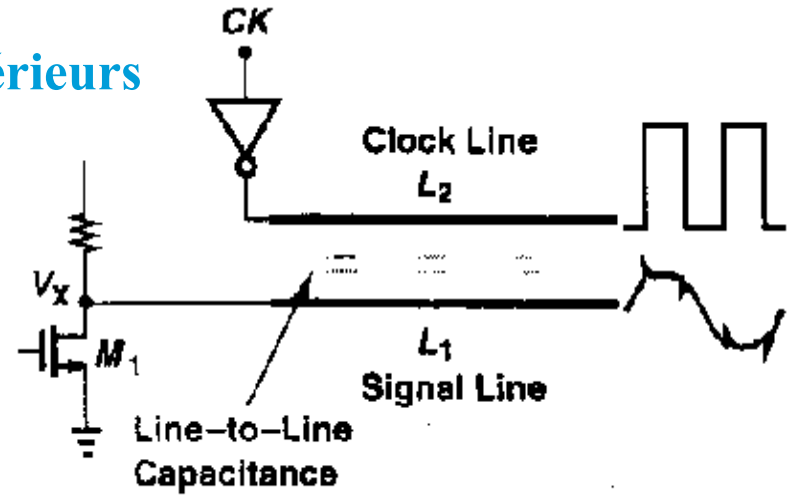 CK
érieurs
Clock Line
L2
VX
M1
L1
Signal Line
Line-to-Line
Capacitance